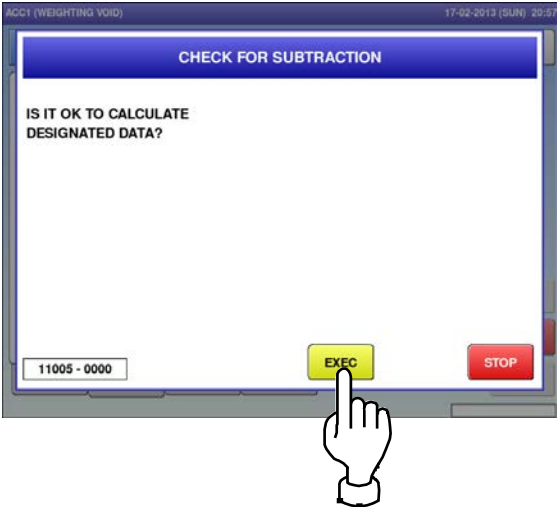 ACC1 (WEIGHTING VOID) 17-02-2013 (SUN) 20:57
CHECK FOR SUBTRACTION
IS IT OK TO CALCULATE
DESIGNATED DATA?
11005 - 0000 EXEC STOP